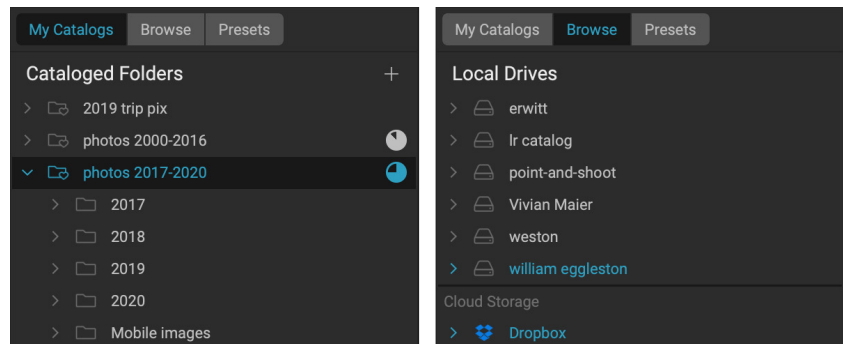 My Catalogs Browse Presets
Cataloged Folders
2019 trip pix
photos 2000-2016
photos 2017-2020
2017
2018
2019
2020
Mobile images
My Catalogs Browse Presets
Local Drives
erwitt
lr catalog
point-and-shoot
Vivian Maier
weston
william eggleston
Cloud Storage
Dropbox